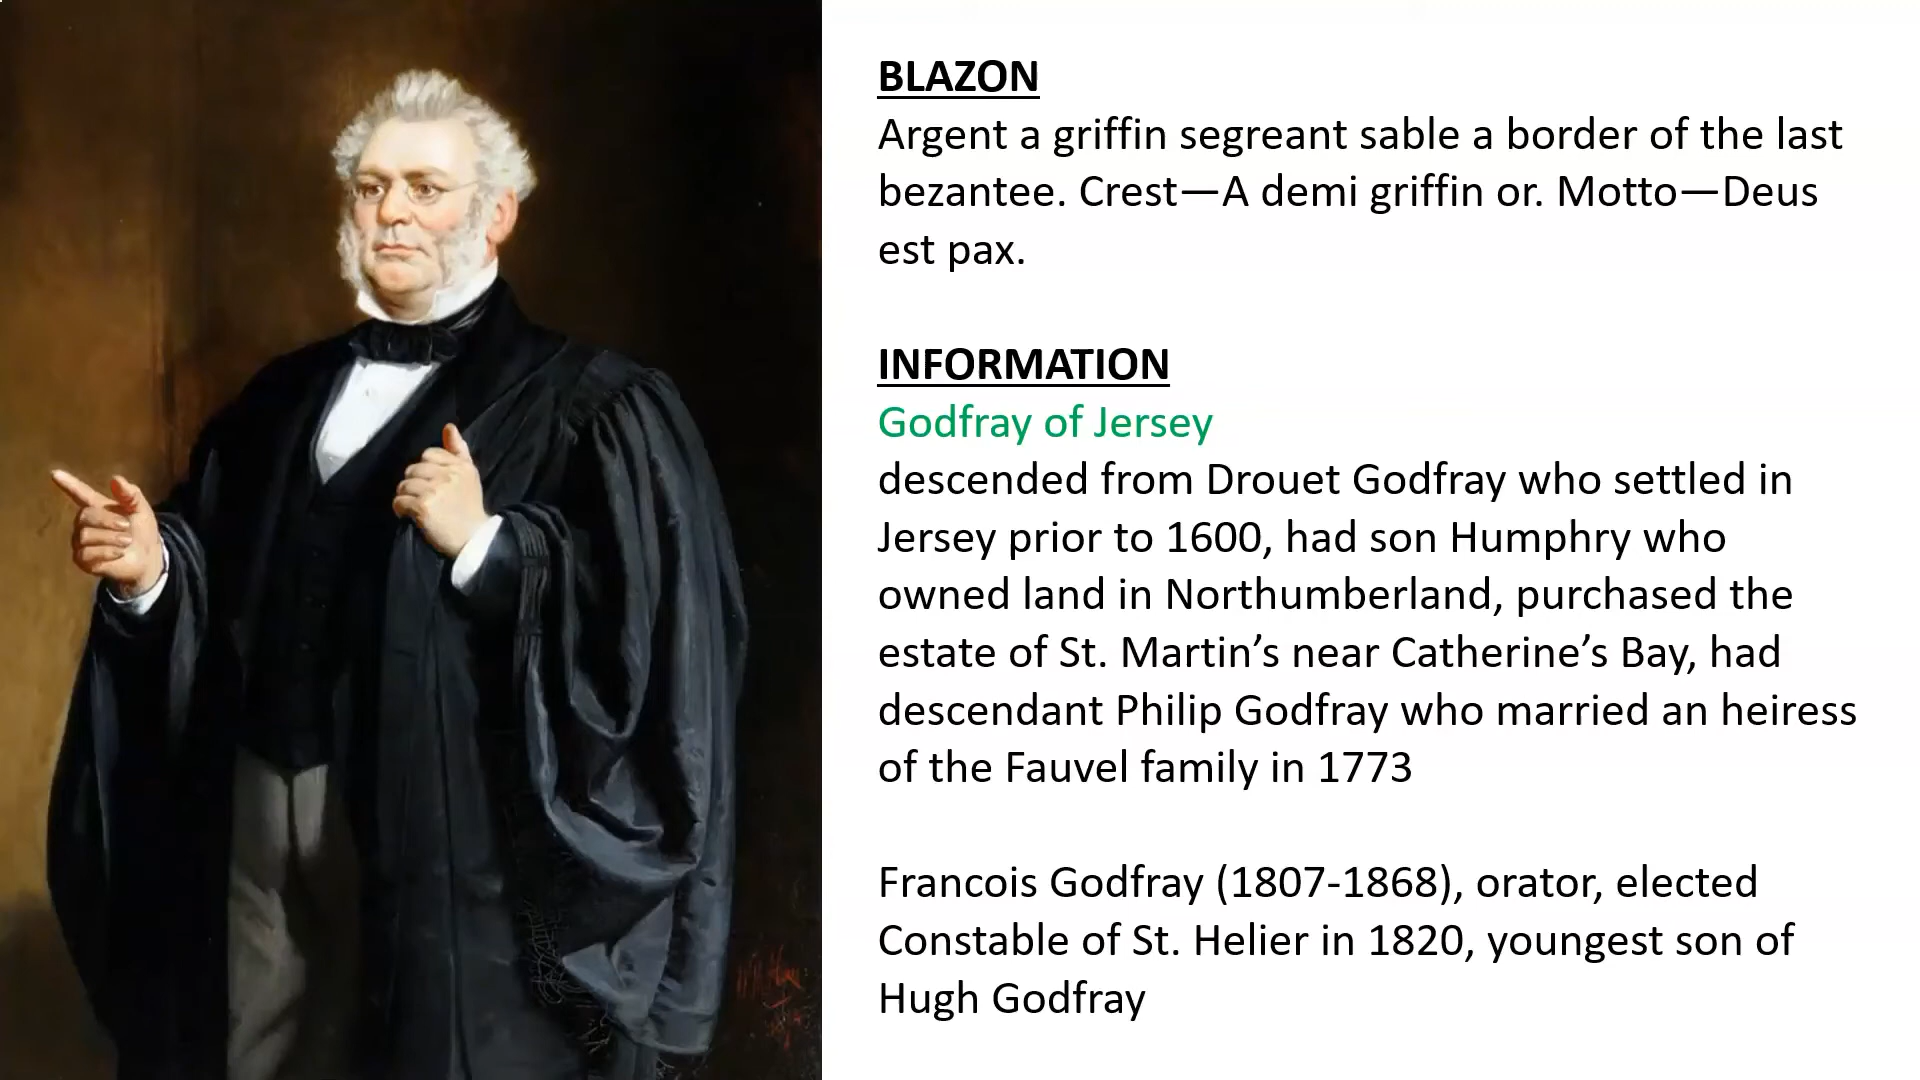 BLAZON
Argent a griffin segreant sable a border of the last
bezantee. Crest—A demi griffin or. Motto—Deus
est pax.
INFORMATION
Godfray of Jersey
descended from Drouet Godfray who settled in
Jersey prior to 1600, had son Humphry who
owned land in Northumberland, purchased the
estate of St. Martin’s near Catherine’s Bay, had
descendant Philip Godfray who married an heiress
of the Fauvel family in 1773
Francois Godfray (1807-1868), orator, elected
Constable of St. Helier in 1820, youngest son of
Hugh Godfray